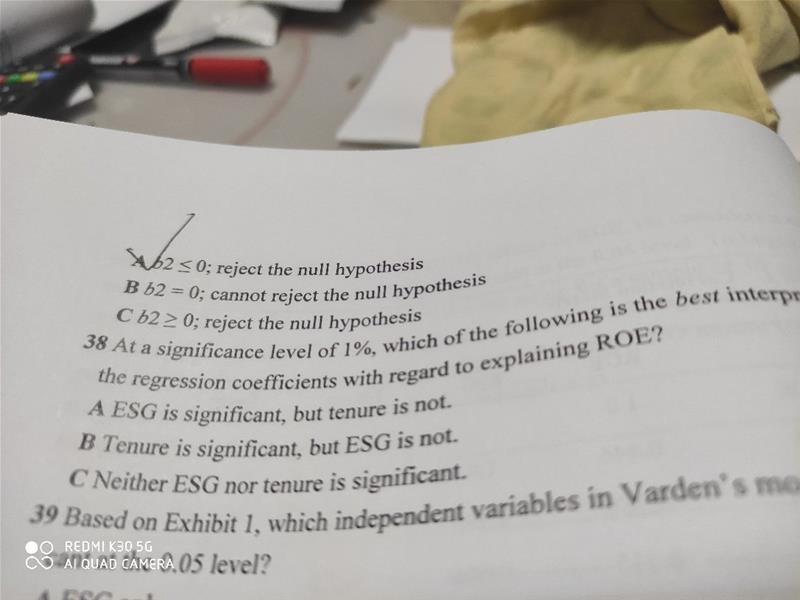 A b2 ≤ 0; reject the null hypothesis
B b2 = 0; cannot reject the null hypothesis
C b2 ≥ 0; reject the null hypothesis
38 At a significance level of 1%, which of the following is the best interpr
the regression coefficients with regard to explaining ROE?
A ESG is significant, but tenure is not.
B Tenure is significant, but ESG is not.
C Neither ESG nor tenure is significant.
39 Based on Exhibit 1, which independent variables in Varden's mo
at the 0.05 level?
A ESG
REDMI K30 5G
AI QUAD CAMERA